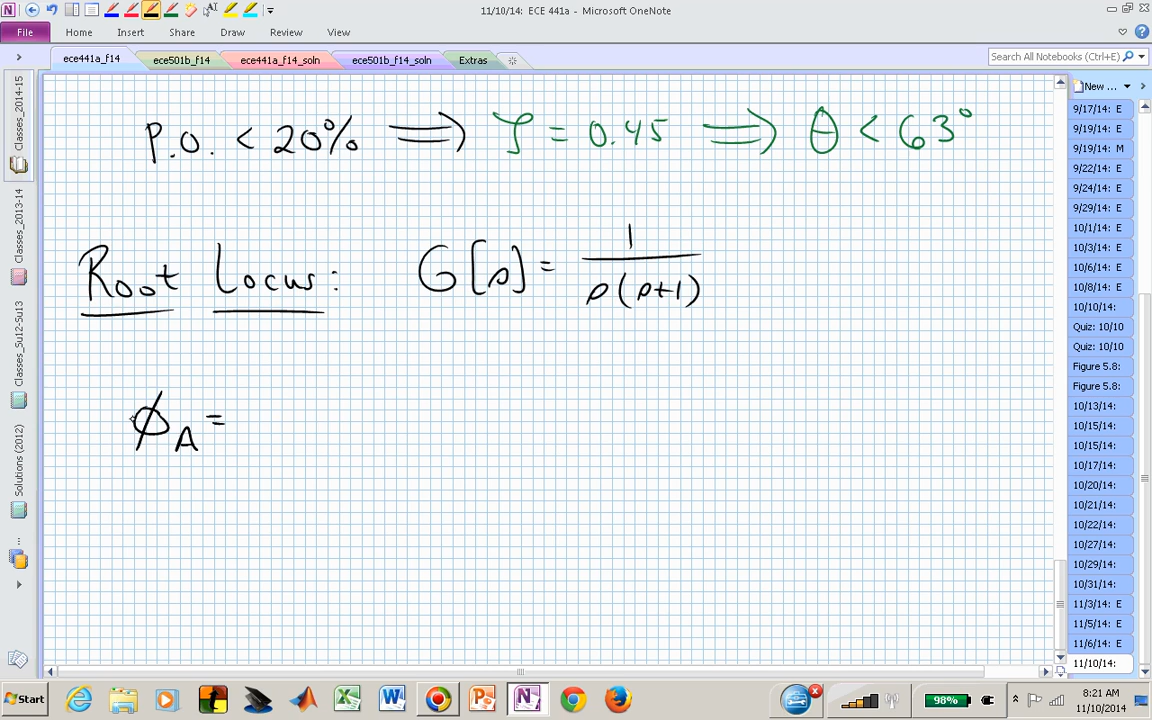 11/10/14: ECE 441a - Microsoft OneNote
File Home Insert Share Draw Review View
ece441a_f14 ece501b_f14 ece441a_f14_soln ece501b_f14_soln Extras
Search All Notebooks (Ctrl+E)
New ...
Classes_2014-15
Classes_2013-14
Classes_Su12-Su13
Solutions (2012)
P.O. < 20% ⟹ ζ = 0.45 ⟹ θ < 63°
Root Locus: G[s] = 1 / s(s+1)
ϕA =
9/17/14: E
9/19/14: E
9/19/14: M
9/22/14: E
9/24/14: E
9/29/14: E
10/1/14: E
10/3/14: E
10/6/14: E
10/8/14: E
10/10/14:
Quiz: 10/10
Quiz: 10/10
Figure 5.8:
Figure 5.8:
10/13/14:
10/15/14:
10/15/14:
10/17/14:
10/20/14:
10/21/14:
10/22/14:
10/27/14:
10/29/14:
10/31/14:
11/3/14: E
11/5/14: E
11/6/14: E
11/10/14:
Start
98%
8:21 AM
11/10/2014